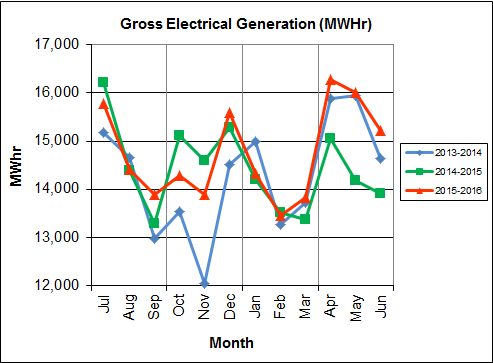 Gross Electrical Generation (MWHr)
17,000
16,000
15,000
14,000
13,000
12,000
MWhr
Jul Aug Sep Oct Nov Dec Jan Feb Mar Apr May Jun
Month
2013-2014
2014-2015
2015-2016